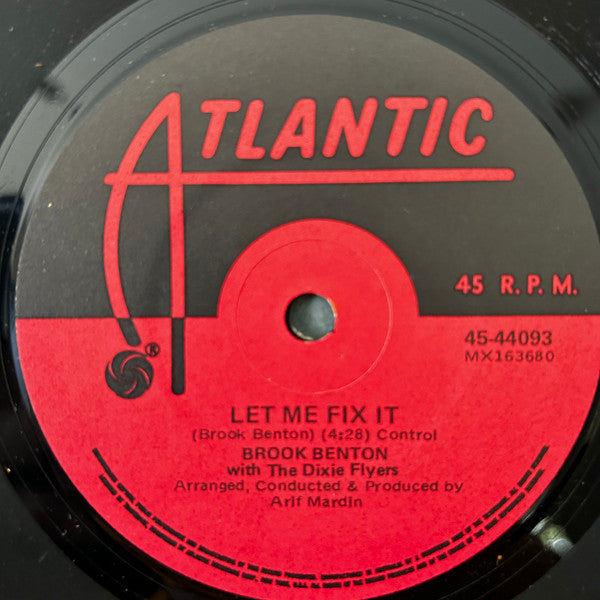 ATLANTIC
45 R.P.M.
®
45-44093
MX163680
LET ME FIX IT
(Brook Benton) (4:28) Control
BROOK BENTON
with The Dixie Flyers
Arranged, Conducted & Produced by
Arif Mardin